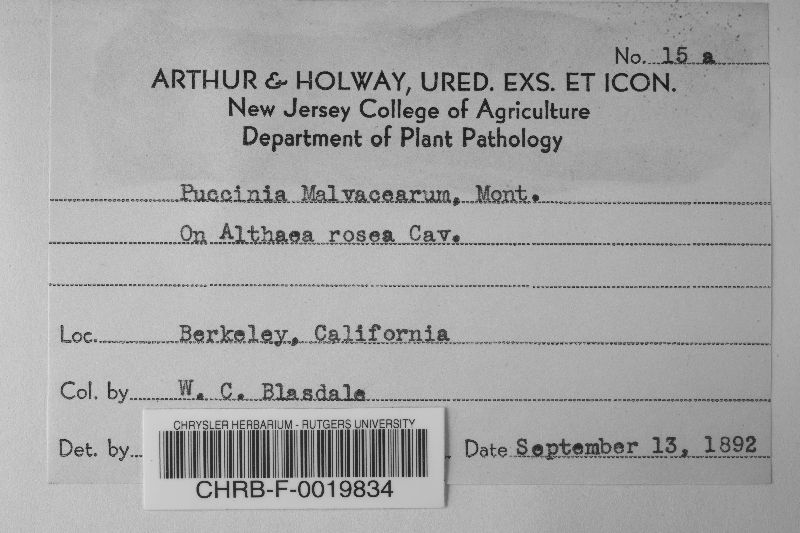 No. 15 a
ARTHUR & HOLWAY, URED. EXS. ET ICON.
New Jersey College of Agriculture
Department of Plant Pathology
Puccinia Malvacearum, Mont.
On Althaea rosea Cav.
Loc. Berkeley, California
Col. by W. C. Blasdale
Det. by Date September 13, 1892
CHRYSLER HERBARIUM - RUTGERS UNIVERSITY
CHRB-F-0019834